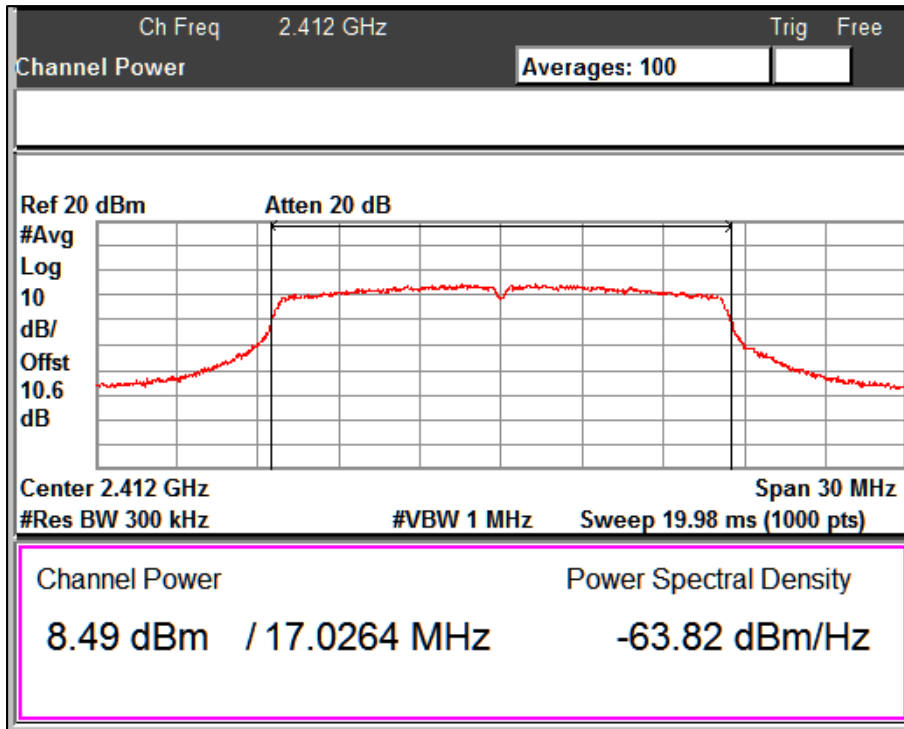 Ch Freq 2.412 GHz Trig Free
Channel Power Averages: 100
Ref 20 dBm Atten 20 dB
#Avg
Log
10
dB/
Offst
10.6
dB
Center 2.412 GHz Span 30 MHz
#Res BW 300 kHz #VBW 1 MHz Sweep 19.98 ms (1000 pts)
Channel Power Power Spectral Density
8.49 dBm / 17.0264 MHz -63.82 dBm/Hz